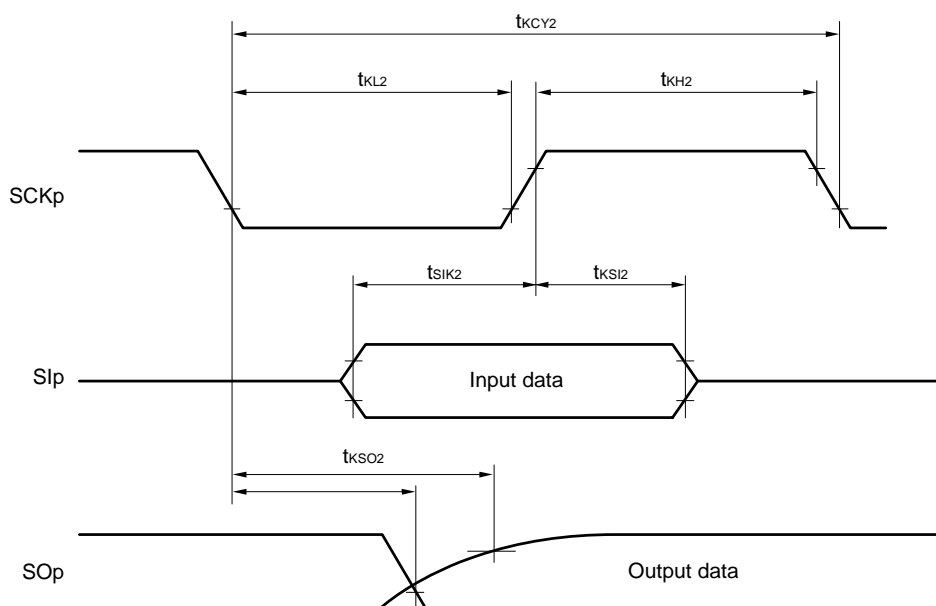 tKCY2
tKL2
tKH2
SCKp
tSIK2
tKSI2
SIp
Input data
tKSO2
SOp
Output data